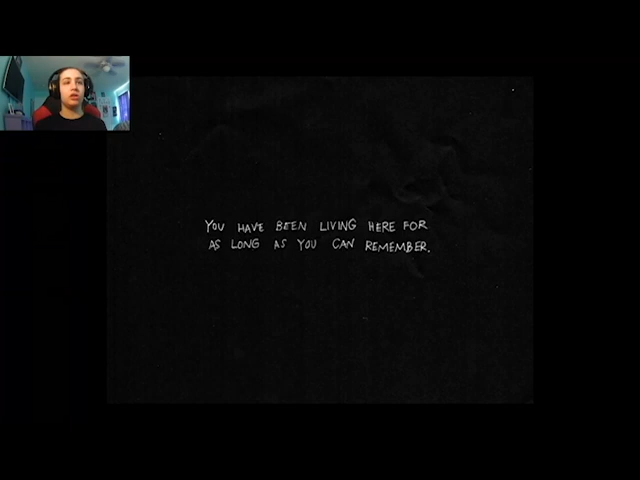 YOU HAVE BEEN LIVING HERE FOR
AS LONG AS YOU CAN REMEMBER.